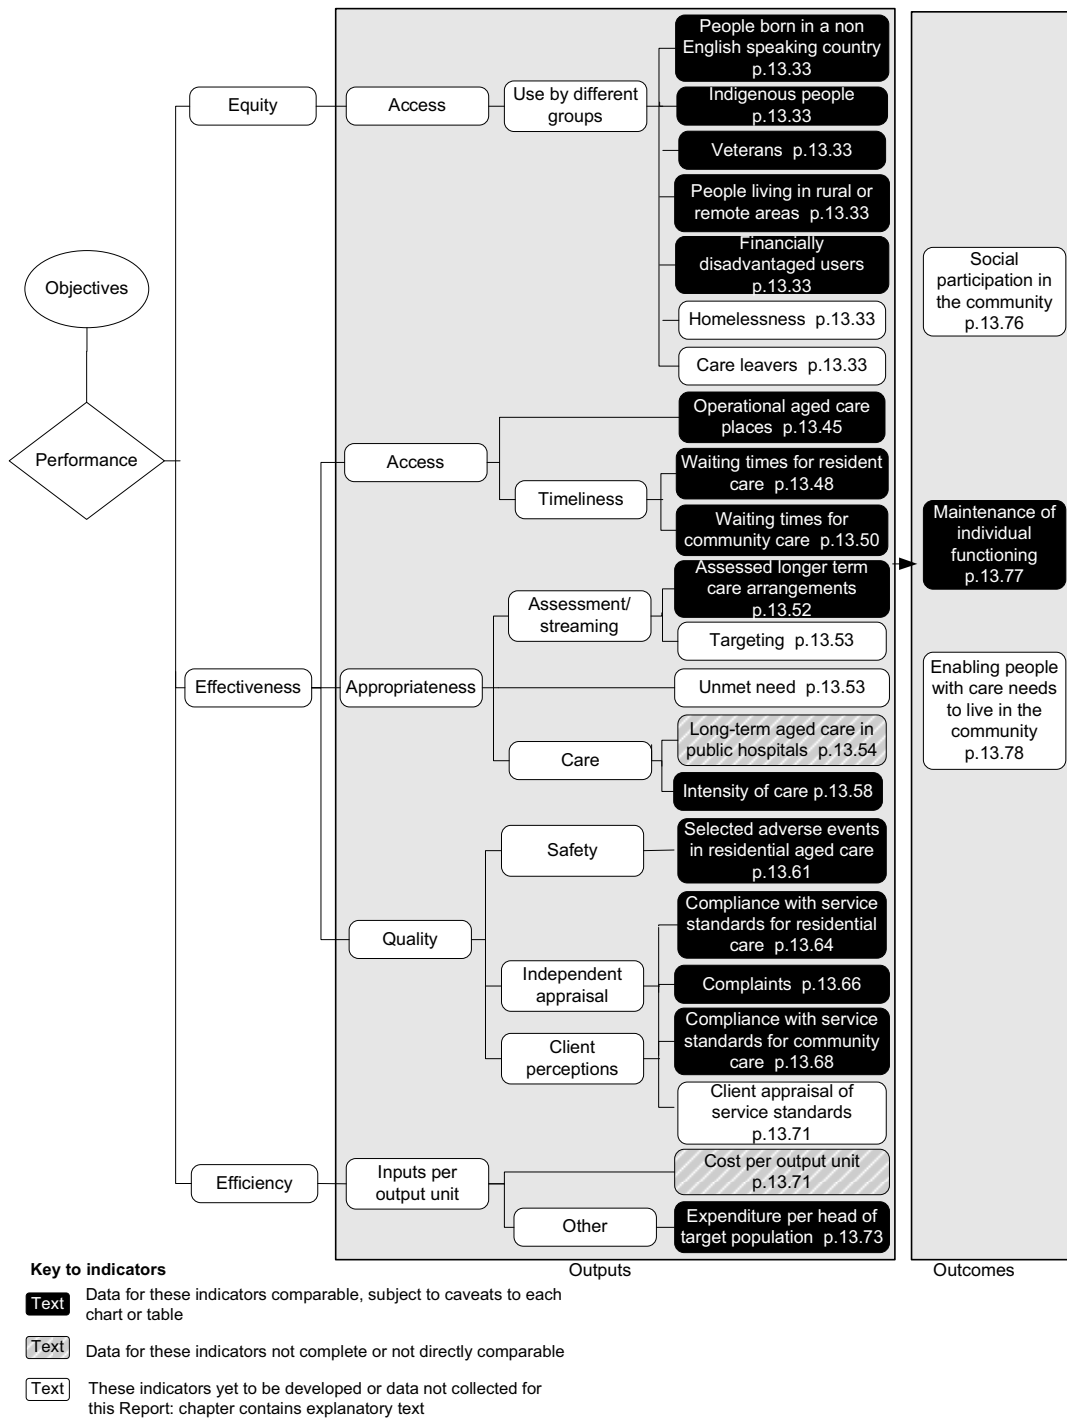 People born in a non
English speaking country
p.13.33
Equity
Access
Use by different
groups
Indigenous people
p.13.33
Veterans p.13.33
People living in rural or
remote areas p.13.33
Financially
disadvantaged users
p.13.33
Homelessness p.13.33
Care leavers p.13.33
Objectives
Performance
Operational aged care
places p.13.45
Access
Timeliness
Waiting times for resident
care p.13.48
Waiting times for
community care p.13.50
Assessment/
streaming
Assessed longer term
care arrangements
p.13.52
Targeting p.13.53
Effectiveness
Appropriateness
Unmet need p.13.53
Care
Long-term aged care in
public hospitals p.13.54
Intensity of care p.13.58
Safety
Selected adverse events
in residential aged care
p.13.61
Quality
Compliance with service
standards for residential
care p.13.64
Independent
appraisal
Complaints p.13.66
Client
perceptions
Compliance with service
standards for community
care p.13.68
Client appraisal of
service standards
p.13.71
Efficiency
Inputs per
output unit
Cost per output unit
p.13.71
Other
Expenditure per head of
target population p.13.73
Outputs
Social
participation in
the community
p.13.76
Maintenance of
individual
functioning
p.13.77
Enabling people
with care needs
to live in the
community
p.13.78
Outcomes
Key to indicators
Text
Data for these indicators comparable, subject to caveats to each
chart or table
Text
Data for these indicators not complete or not directly comparable
Text
These indicators yet to be developed or data not collected for
this Report: chapter contains explanatory text